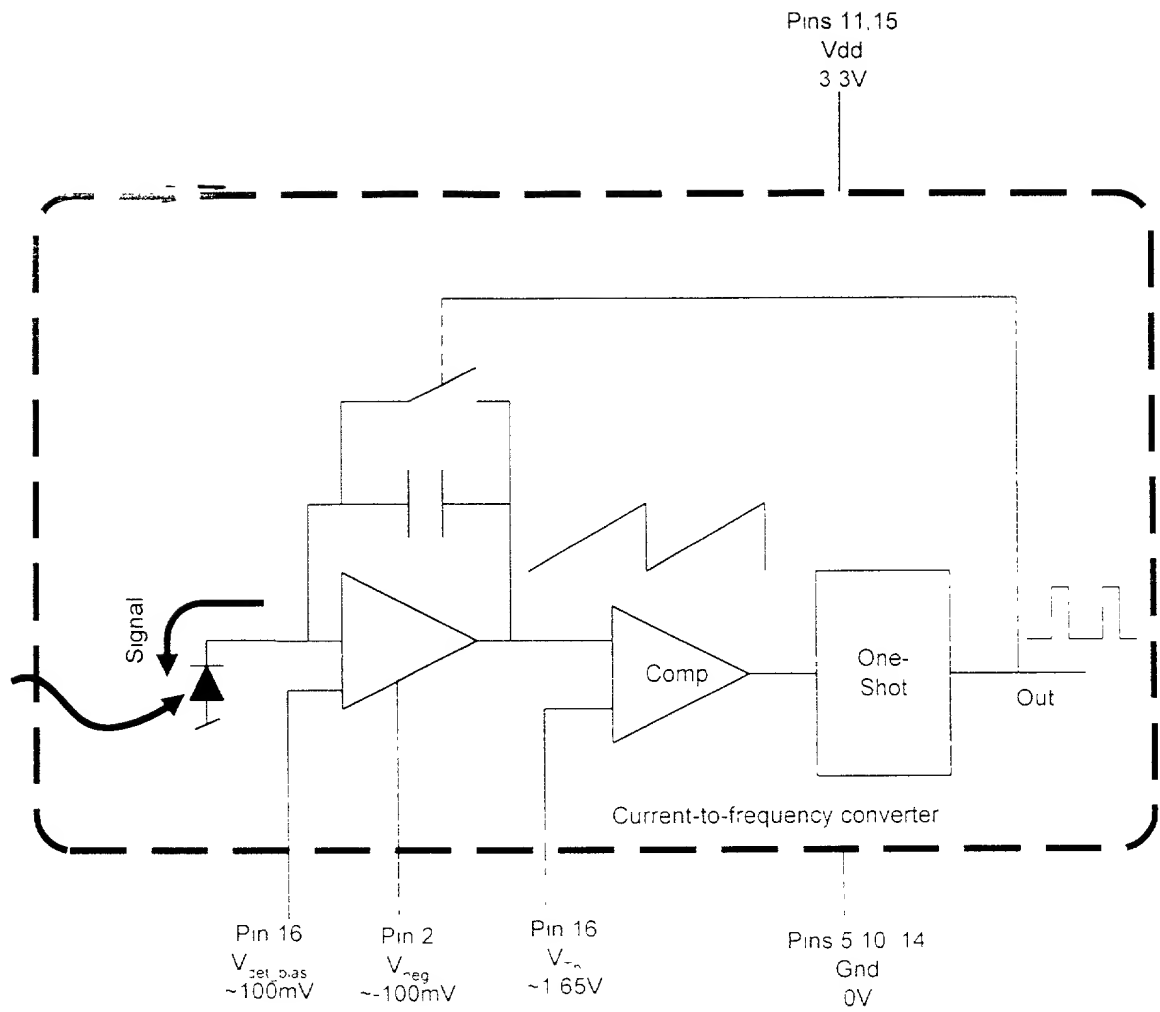 Pins 11,15
Vdd
3 3V
Signal
Comp
One-
Shot
Out
Current-to-frequency converter
Pin 16
~100mV
Pin 2
~-100mV
Pin 16
~1 65V
Pins 5 10 14
Gnd
0V